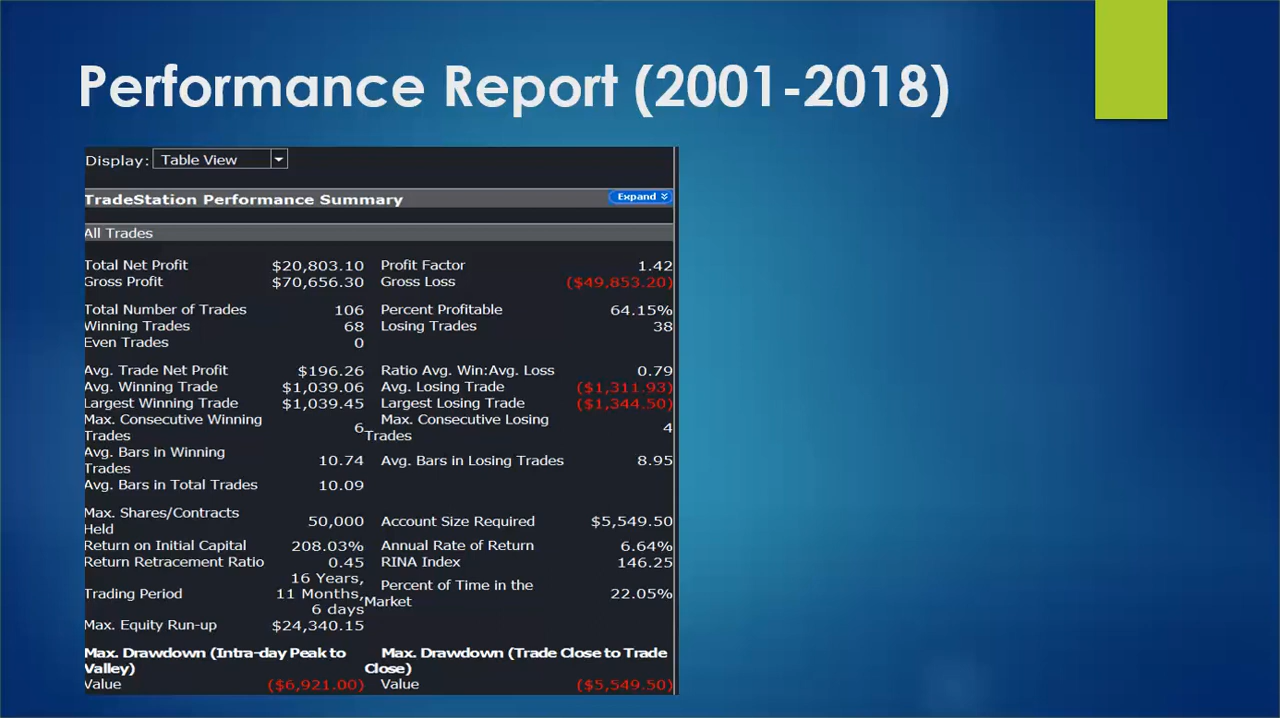 Performance Report (2001-2018)
Display: Table View
TradeStation Performance Summary Expand
All Trades
Total Net Profit $20,803.10 Profit Factor 1.42
Gross Profit $70,656.30 Gross Loss ($49,853.20)
Total Number of Trades 106 Percent Profitable 64.15%
Winning Trades 68 Losing Trades 38
Even Trades 0
Avg. Trade Net Profit $196.26 Ratio Avg. Win:Avg. Loss 0.79
Avg. Winning Trade $1,039.06 Avg. Losing Trade ($1,311.93)
Largest Winning Trade $1,039.45 Largest Losing Trade ($1,344.50)
Max. Consecutive Winning Trades 6 Max. Consecutive Losing Trades 4
Avg. Bars in Winning Trades 10.74 Avg. Bars in Losing Trades 8.95
Avg. Bars in Total Trades 10.09
Max. Shares/Contracts Held 50,000 Account Size Required $5,549.50
Return on Initial Capital 208.03% Annual Rate of Return 6.64%
Return Retracement Ratio 0.45 RINA Index 146.25
Trading Period 16 Years, 11 Months, 6 days Percent of Time in the Market 22.05%
Max. Equity Run-up $24,340.15
Max. Drawdown (Intra-day Peak to Valley) Max. Drawdown (Trade Close to Trade Close)
Value ($6,921.00) Value ($5,549.50)